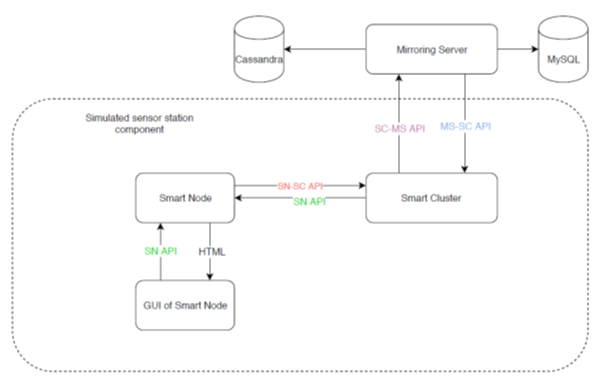 Mirroring Server
Cassandra
MySQL
Simulated sensor station
component
SC-MS API
MS-SC API
SN-SC API
Smart Node
SN API
Smart Cluster
SN API
HTML
GUI of Smart Node